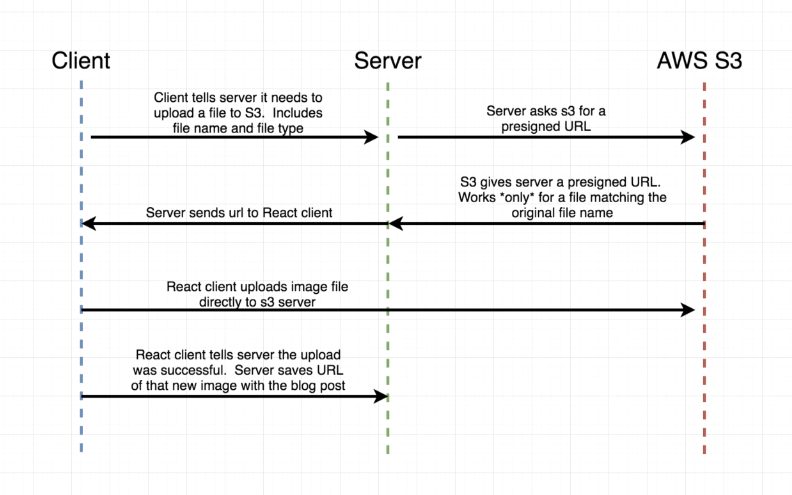 Client
Server
AWS S3
Client tells server it needs to
upload a file to S3.  Includes
file name and file type
Server asks s3 for a
presigned URL
S3 gives server a presigned URL.
Works *only* for a file matching the
original file name
Server sends url to React client
React client uploads image file
directly to s3 server
React client tells server the upload
was successful.  Server saves URL
of that new image with the blog post